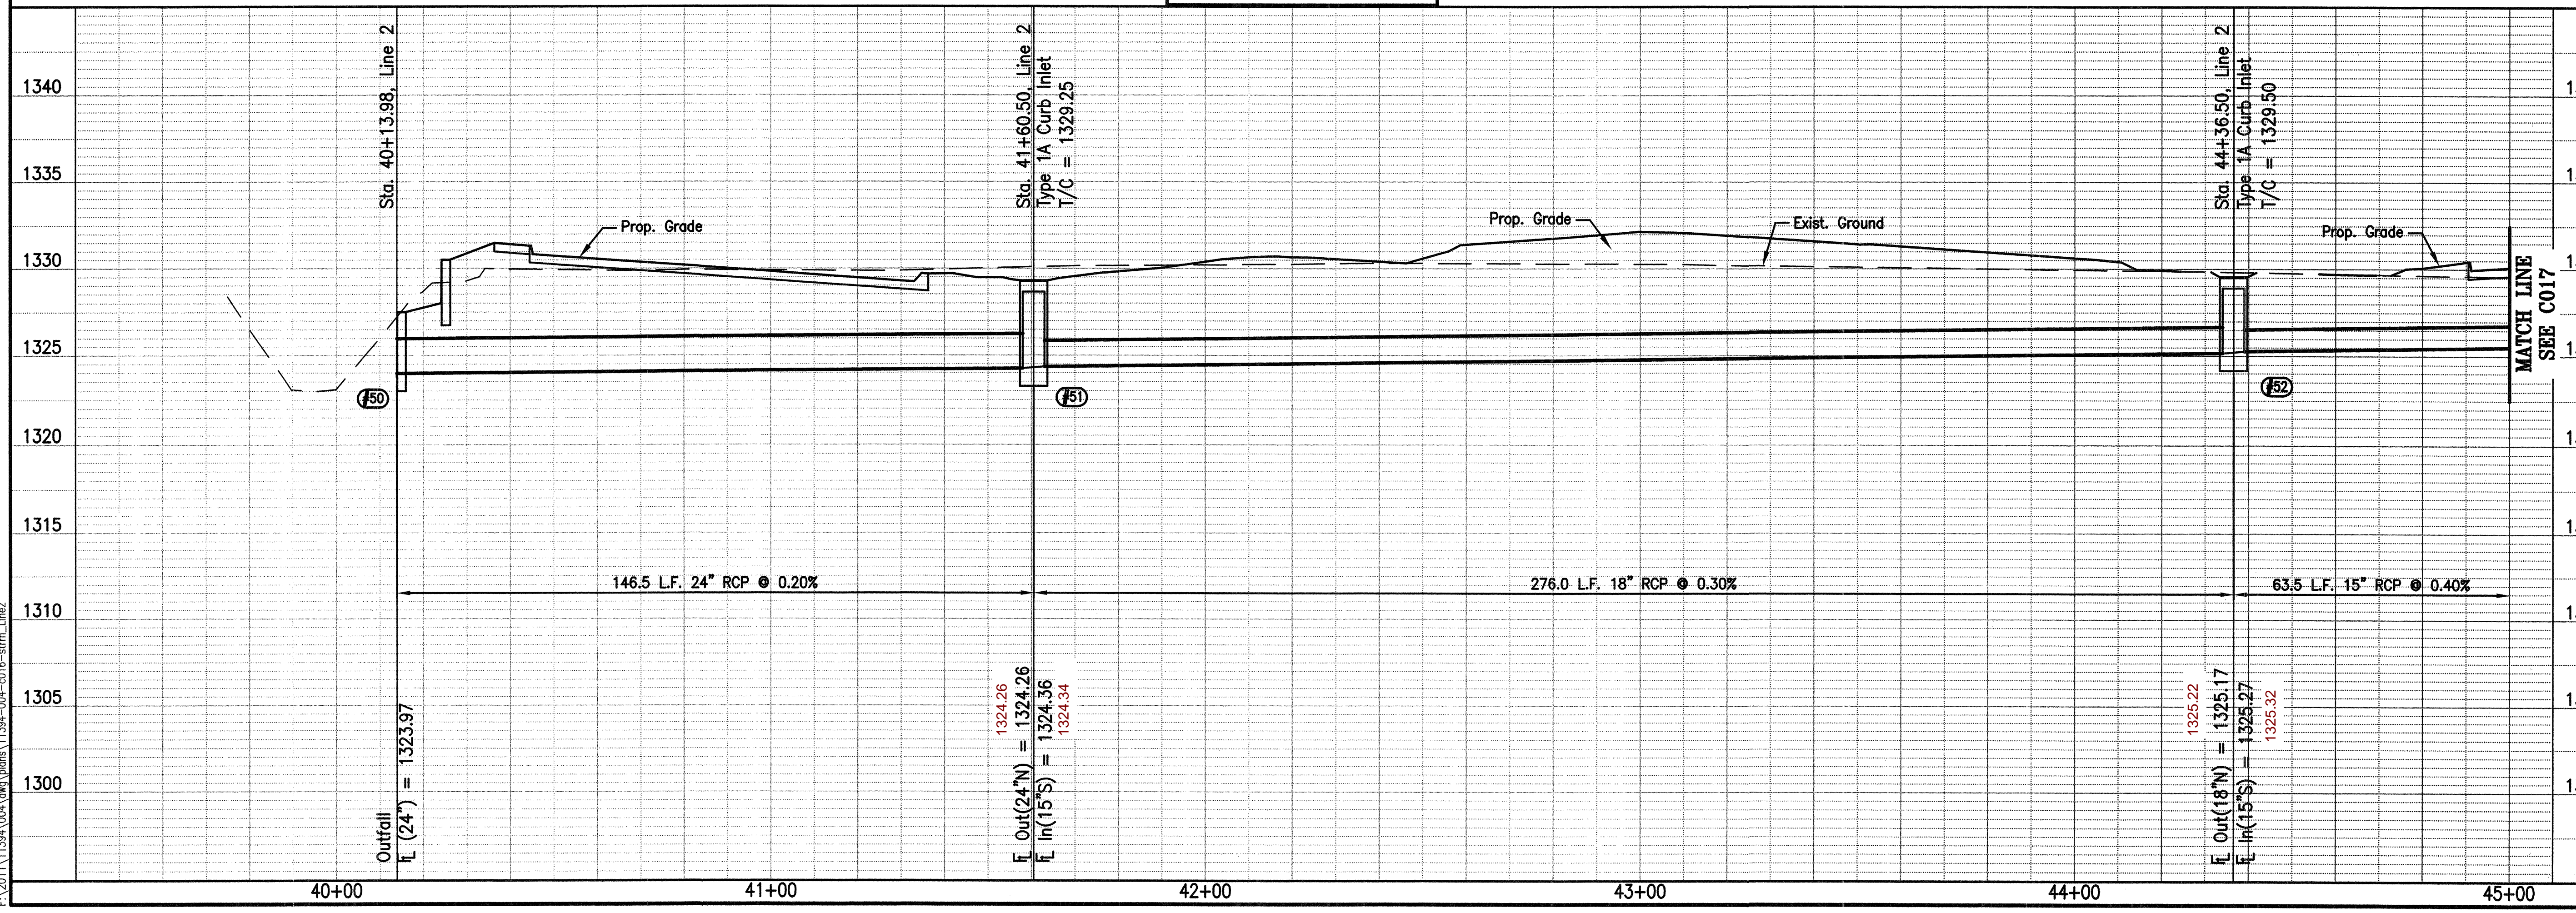 1340
1335
1330
1325
1320
1315
1310
1305
1300
Sta. 40+13.98, Line 2
Sta. 41+60.50, Line 2
Type 1A Curb Inlet
T/C = 1329.25
Sta. 44+36.50, Line 2
Type 1A Curb Inlet
T/C = 1329.50
Prop. Grade
Prop. Grade
Exist. Ground
Prop. Grade
MATCH LINE
SEE C017
#50
#51
#52
146.5 L.F. 24" RCP @ 0.20%
276.0 L.F. 18" RCP @ 0.30%
63.5 L.F. 15" RCP @ 0.40%
Outfall
FL (24") = 1323.97
1324.26
FL Out(24"N) = 1324.26
FL In(15"S) = 1324.36
1324.34
1325.22
FL Out(18"N) = 1325.17
FL In(15"S) = 1325.27
1325.32
40+00
41+00
42+00
43+00
44+00
45+00